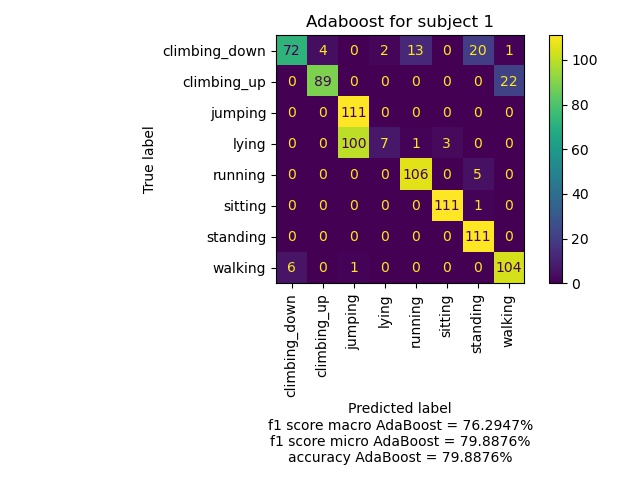 Adaboost for subject 1
climbing_down 72 4 0 2 13 0 20 1
climbing_up 0 89 0 0 0 0 0 22
jumping 0 0 111 0 0 0 0 0
lying 0 0 100 7 1 3 0 0
running 0 0 0 0 106 0 5 0
sitting 0 0 0 0 0 111 1 0
standing 0 0 0 0 0 0 111 0
walking 6 0 1 0 0 0 0 104
True label
climbing_down climbing_up jumping lying running sitting standing walking
Predicted label
f1 score macro AdaBoost = 76.2947%
f1 score micro AdaBoost = 79.8876%
accuracy AdaBoost = 79.8876%
100
80
60
40
20
0